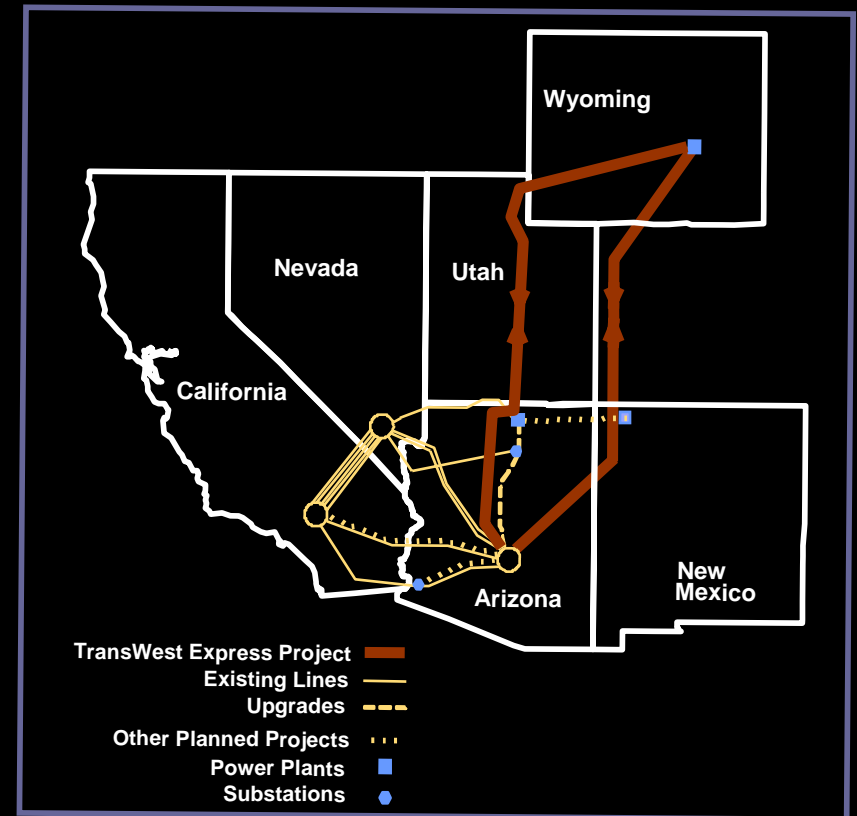 Wyoming
Nevada
Utah
California
Arizona
New
Mexico
TransWest Express Project
Existing Lines
Upgrades
Other Planned Projects
Power Plants
Substations